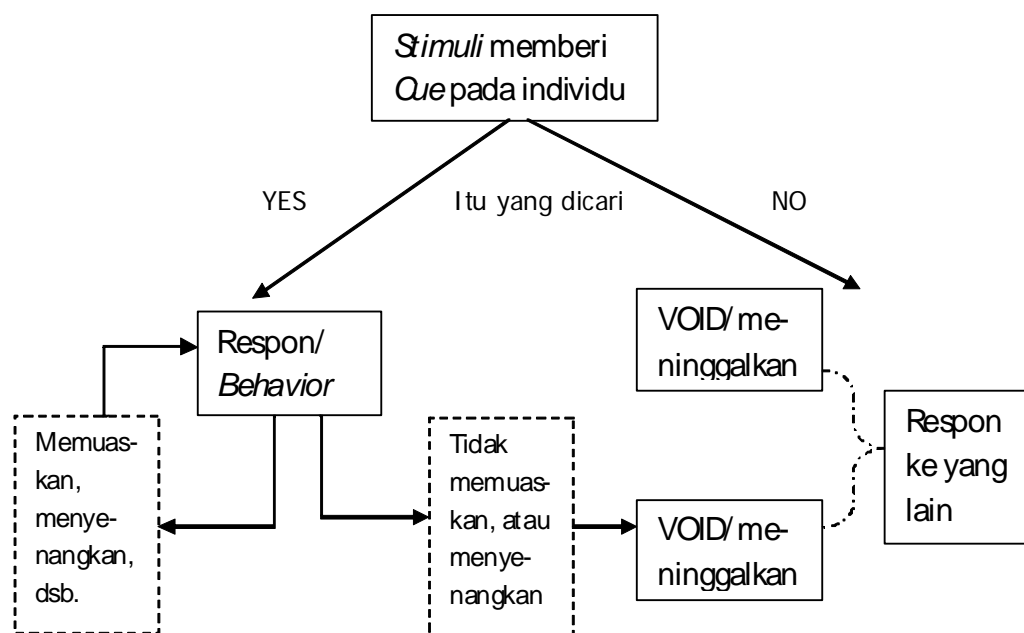 Stimuli memberi
Cue pada individu
YES
Itu yang dicari
NO
Respon/
Behavior
VOID/ me-
ninggalkan
Memuas-
kan,
menye-
nangkan,
dsb.
Tidak
memuas-
kan, atau
menye-
nangkan
VOID/ me-
ninggalkan
Respon
ke yang
lain